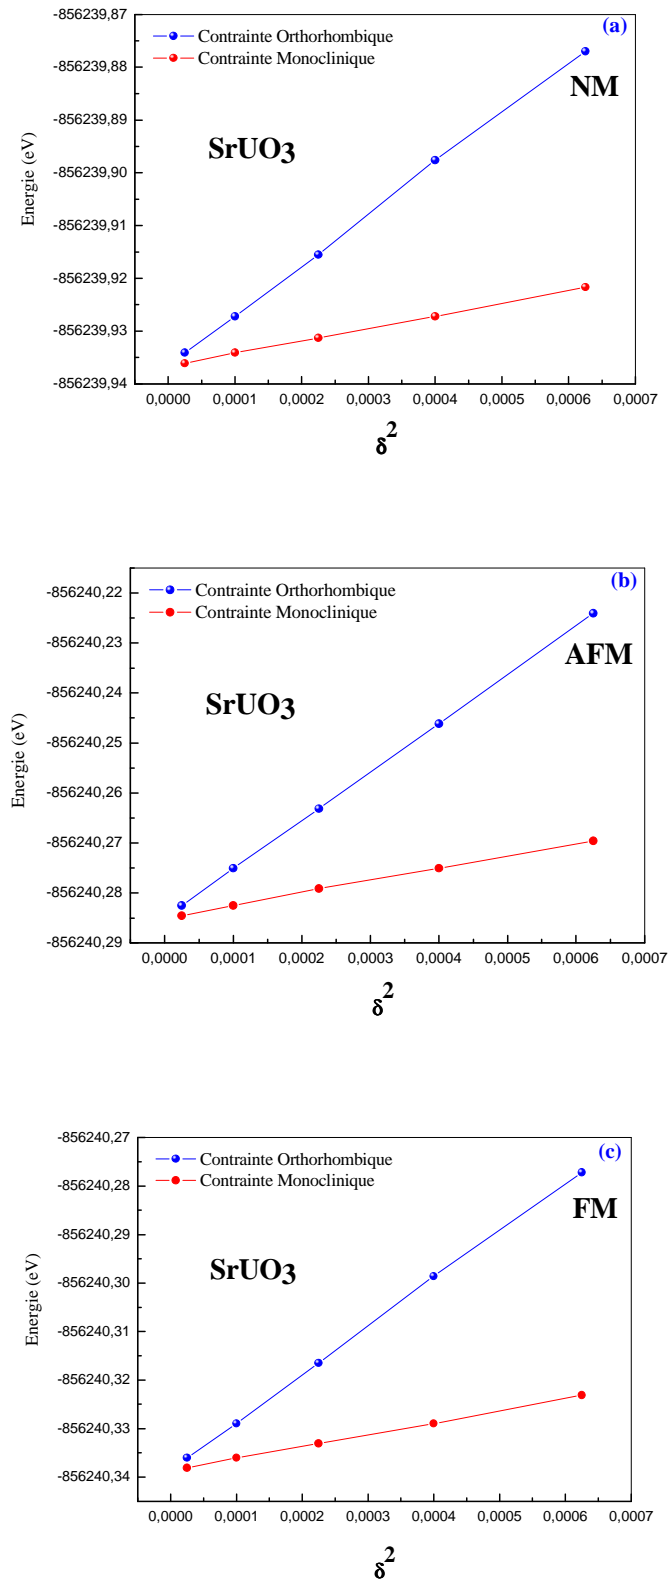 -856239,87
(a)
Contrainte Orthorhombique
Contrainte Monoclinique
-856239,88
NM
-856239,89
SrUO3
-856239,90
Energie (eV)
-856239,91
-856239,92
-856239,93
-856239,94
0,0000 0,0001 0,0002 0,0003 0,0004 0,0005 0,0006 0,0007
δ2
(b)
Contrainte Orthorhombique
-856240,22
Contrainte Monoclinique
-856240,23
AFM
-856240,24
SrUO3
-856240,25
Energie (eV)
-856240,26
-856240,27
-856240,28
-856240,29
0,0000 0,0001 0,0002 0,0003 0,0004 0,0005 0,0006 0,0007
δ2
-856240,27
(c)
Contrainte Orthorhombique
Contrainte Monoclinique
-856240,28
FM
-856240,29
SrUO3
-856240,30
Energie (eV)
-856240,31
-856240,32
-856240,33
-856240,34
0,0000 0,0001 0,0002 0,0003 0,0004 0,0005 0,0006 0,0007
δ2